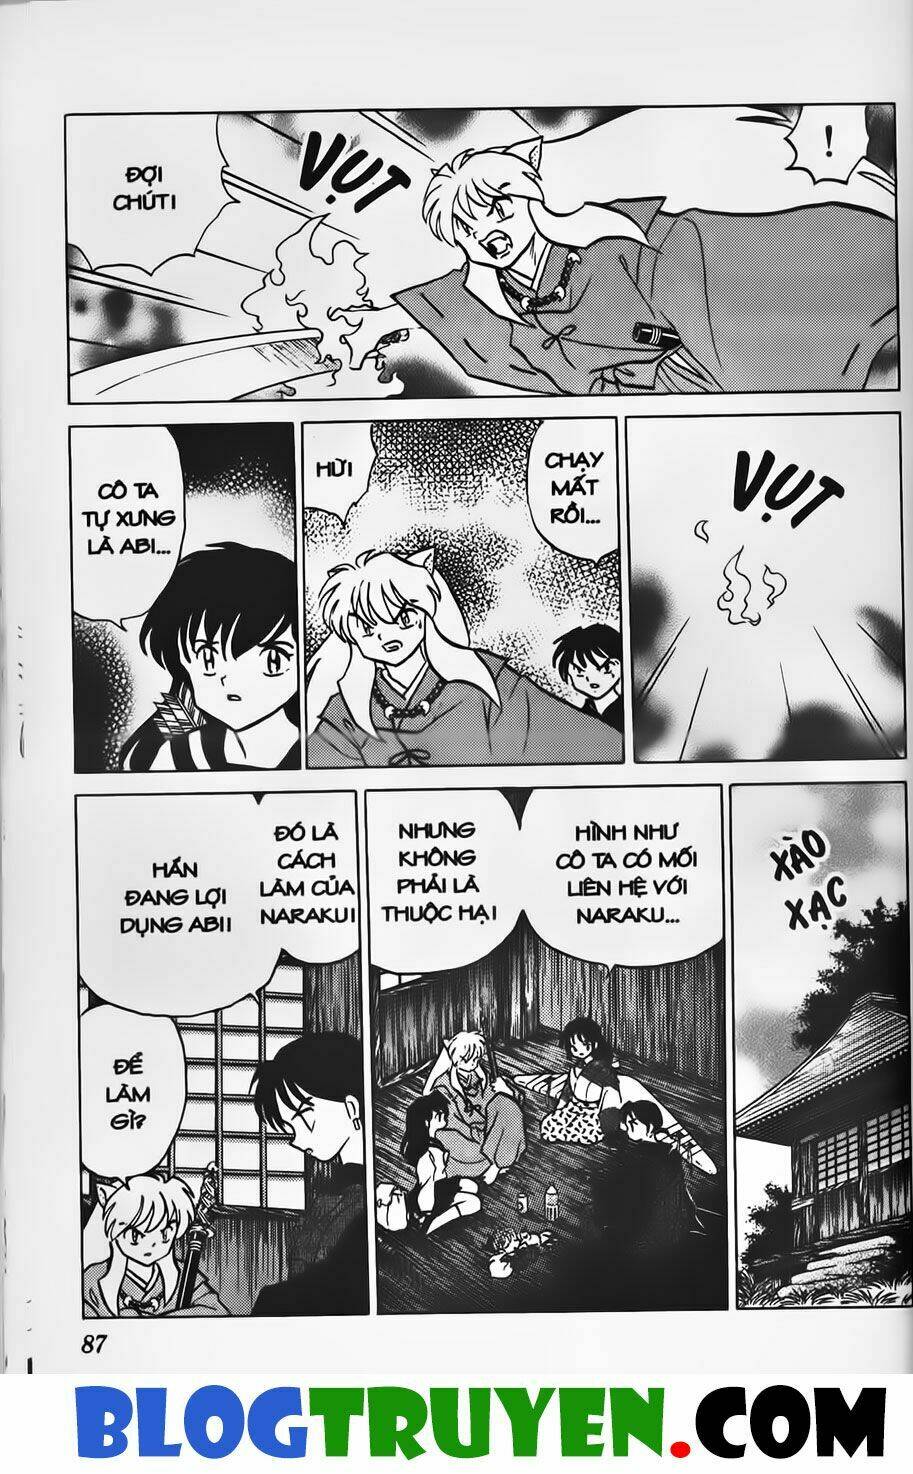 !
VỤT
ĐỢI
CHÚT!
VỤT
CHẠY
MẤT
RỒI...
HỪ!
CÔ TA
TỰ XƯNG
LÀ ABI...
XÀO
XẠC
HÌNH NHƯ
CÔ TA CÓ MỐI
LIÊN HỆ VỚI
NARAKU...
NHƯNG
KHÔNG
PHẢI LÀ
THUỘC HẠ!
ĐÓ LÀ
CÁCH
LÀM CỦA
NARAKU!
HẮN
ĐANG LỢI
DỤNG ABI!
ĐỂ
LÀM
GÌ?
87
BLOGTRUYEN.COM